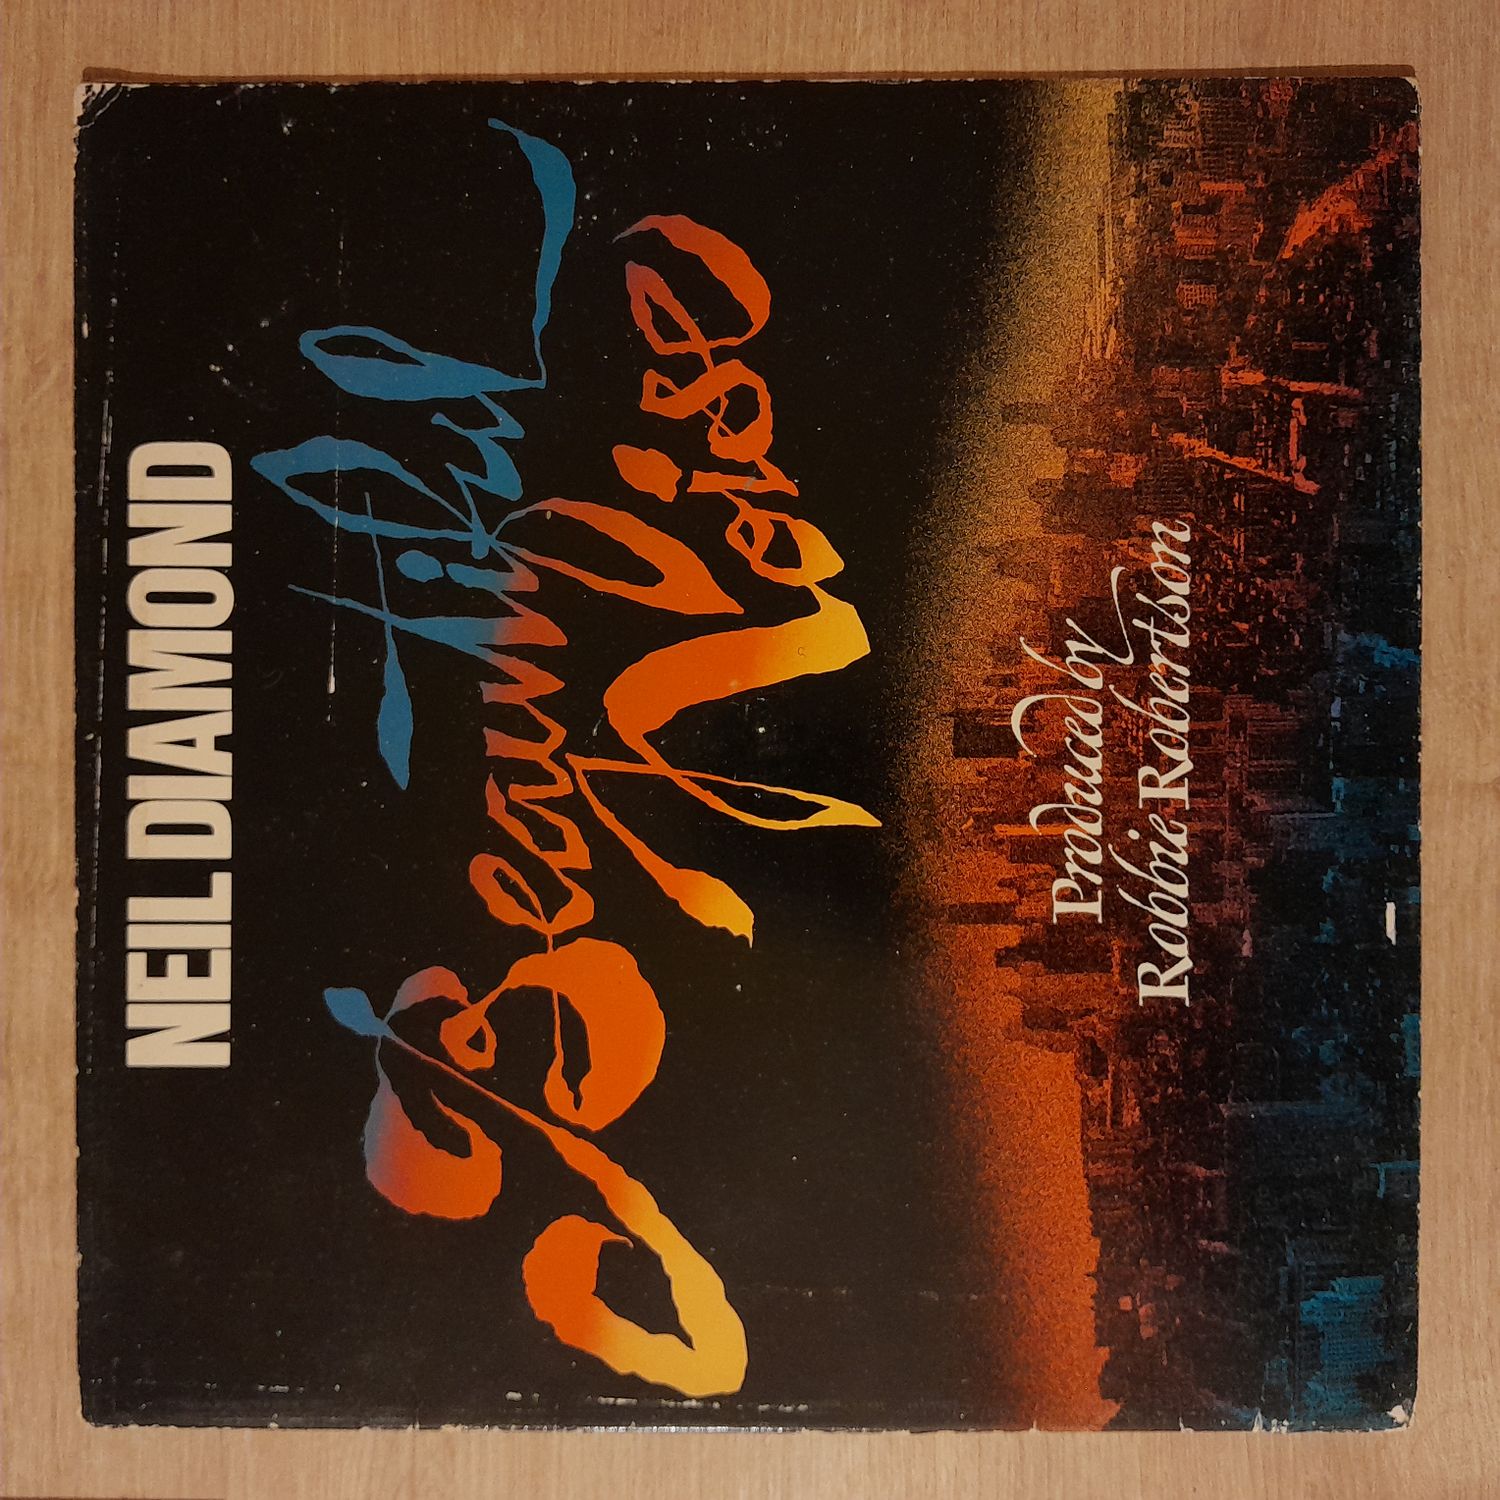 NEIL DIAMOND
Beautiful
Noise
Produced by
Robbie Robertson